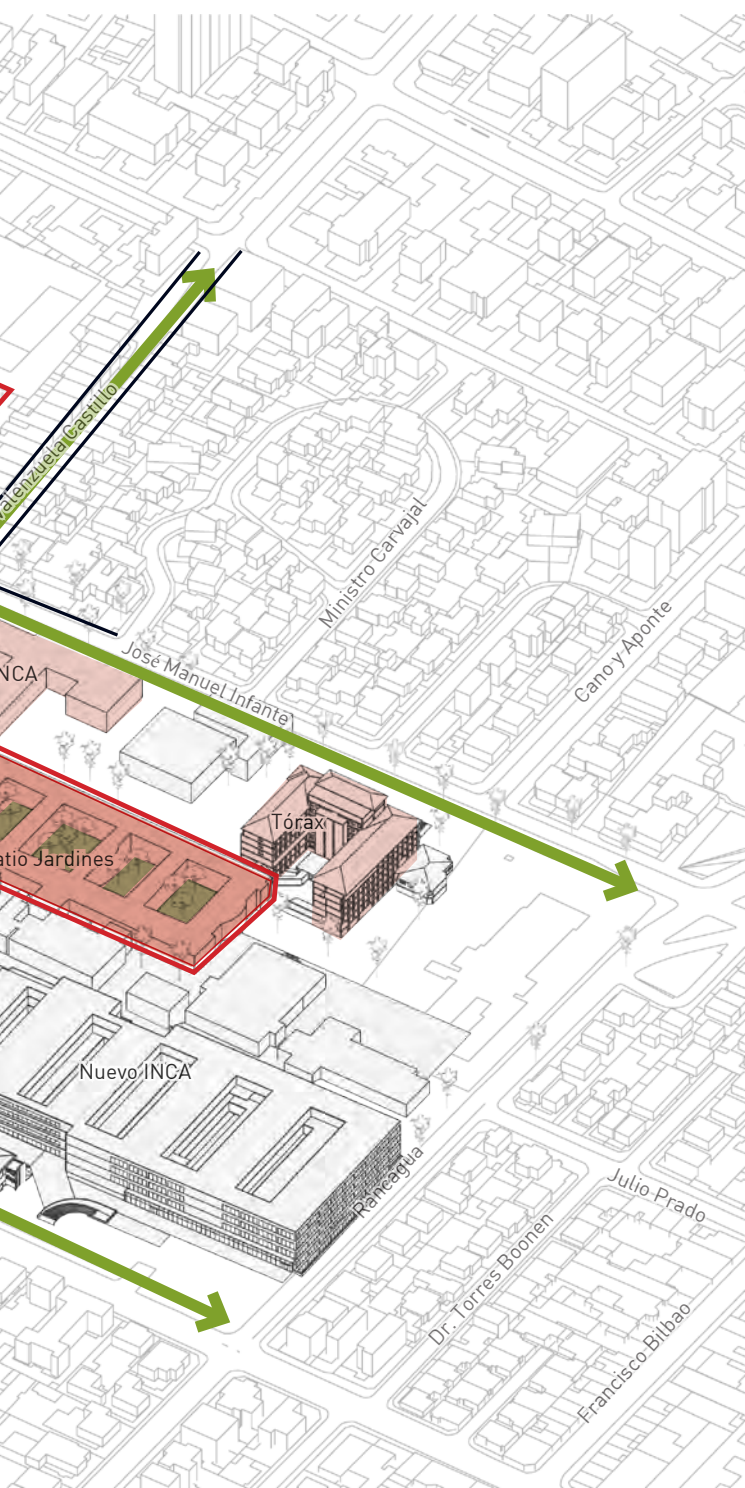 Valenzuela Castillo
Ministro Carvajal
Cano y Aponte
José Manuel Infante
NCA
Tórax
atio Jardines
Nuevo INCA
Rancagua
Julio Prado
Dr. Torres Boonen
Francisco Bilbao